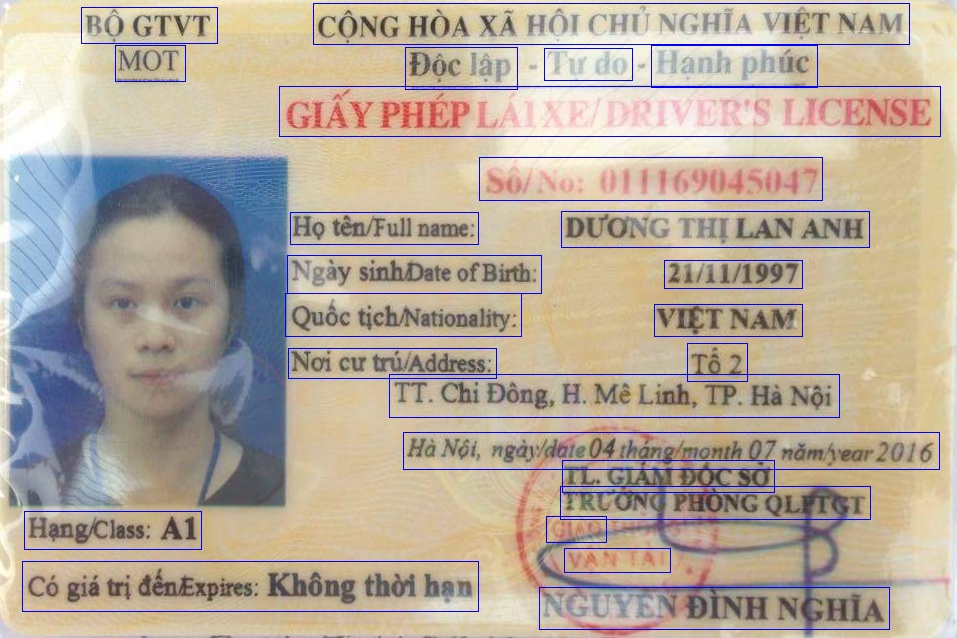 BỘ GTVT
MOT
CỘNG HÒA XÃ HỘI CHỦ NGHĨA VIỆT NAM
Độc lập - Tự do - Hạnh phúc
GIẤY PHÉP LÁI XE/DRIVER'S LICENSE
Số/No: 011169045047
Họ tên/Full name: DƯƠNG THỊ LAN ANH
Ngày sinh/Date of Birth: 21/11/1997
Quốc tịch/Nationality: VIỆT NAM
Nơi cư trú/Address: Tổ 2
TT. Chi Đông, H. Mê Linh, TP. Hà Nội
Hà Nội, ngày/date 04 tháng/month 07 năm/year 2016
TL. GIÁM ĐỐC SỞ
TRƯỞNG PHÒNG QLPTGT
GIAO THÔNG
VẬN TẢI
Hạng/Class: A1
Có giá trị đến/Expires: Không thời hạn
NGUYỄN ĐÌNH NGHĨA